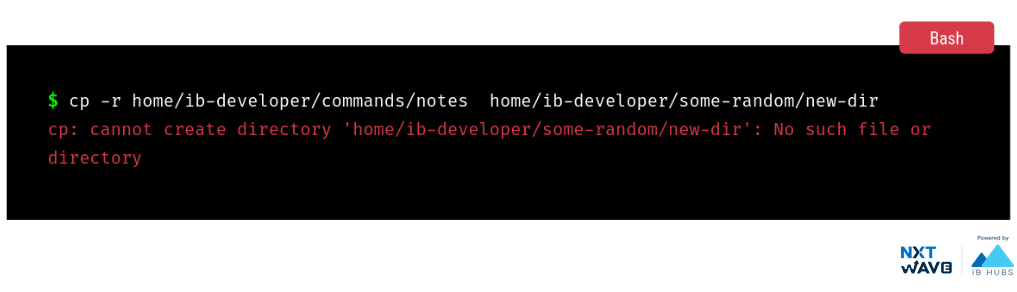 Bash
$ cp -r home/ib-developer/commands/notes  home/ib-developer/some-random/new-dir
cp: cannot create directory 'home/ib-developer/some-random/new-dir': No such file or
directory
Powered by
NXT
WAVE
iB HUBS